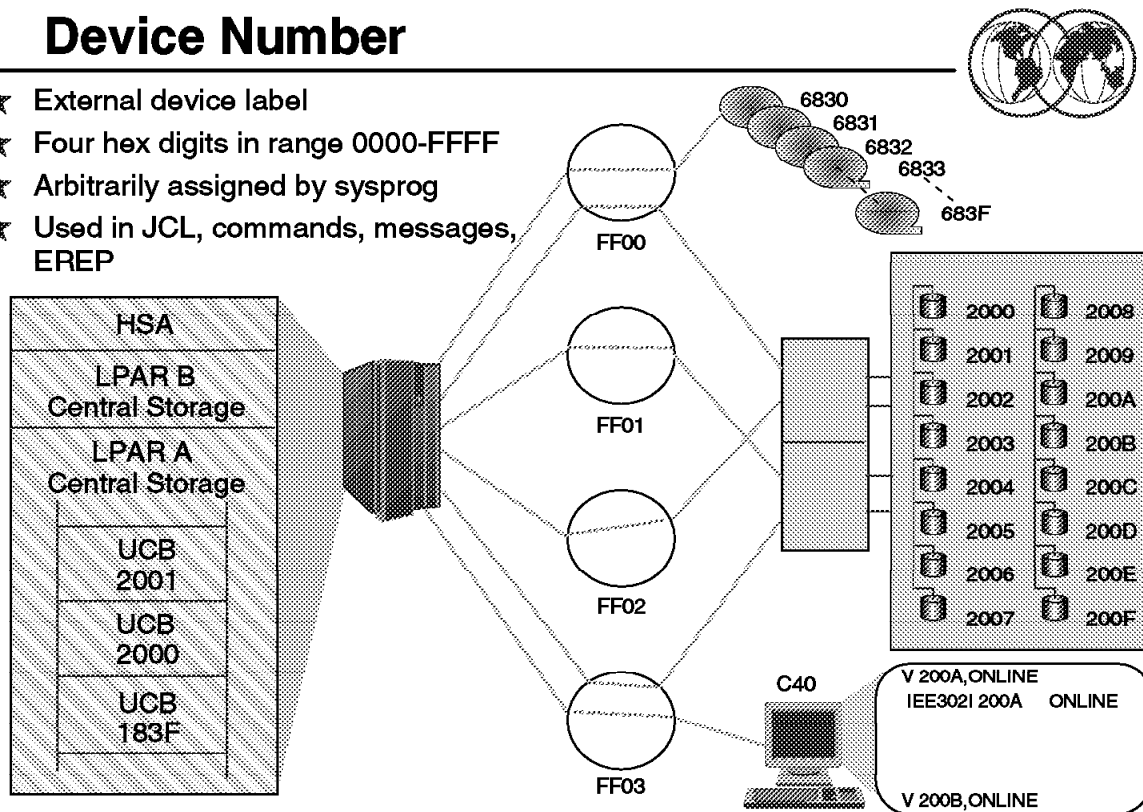 Device Number
External device label
Four hex digits in range 0000-FFFF
Arbitrarily assigned by sysprog
Used in JCL, commands, messages,
EREP
HSA
LPAR B
Central Storage
LPAR A
Central Storage
UCB
2001
UCB
2000
UCB
183F
FF00
FF01
FF02
FF03
6830
6831
6832
6833
683F
2000
2001
2002
2003
2004
2005
2006
2007
2008
2009
200A
200B
200C
200D
200E
200F
C40
V 200A,ONLINE
IEE302I 200A ONLINE
V 200B,ONLINE